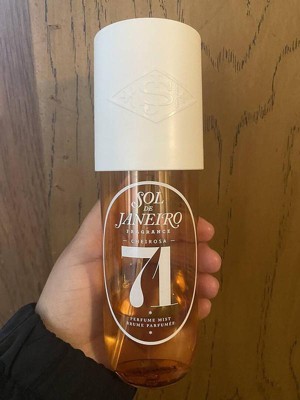 SOL
DE
JANEIRO
FRAGRANCE
CHEIROSA
71
PERFUME MIST
BRUME PARFUMÉE